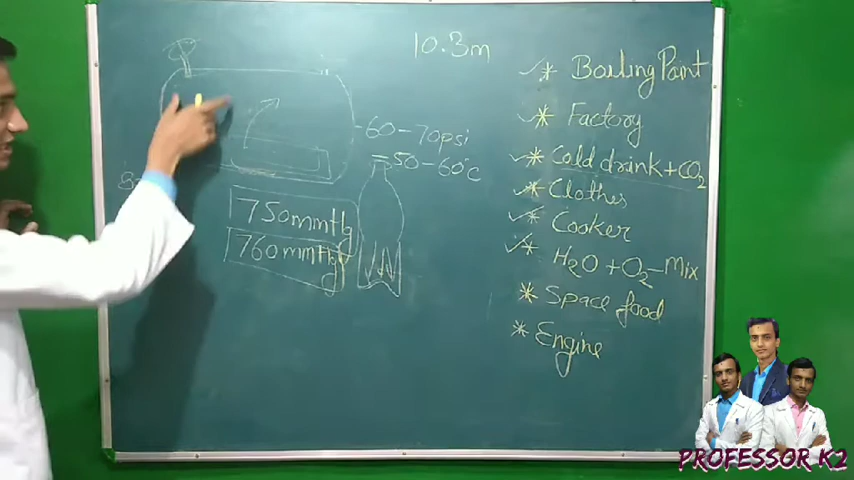 10.3m
* Boiling Point
* Factory
60-70psi
* Cold drink + CO2
50-60°C
* Clothes
750mmHg
* Cooker
760mmHg
* H2O + O2 - Mix
* Space food
* Engine
PROFESSOR K2